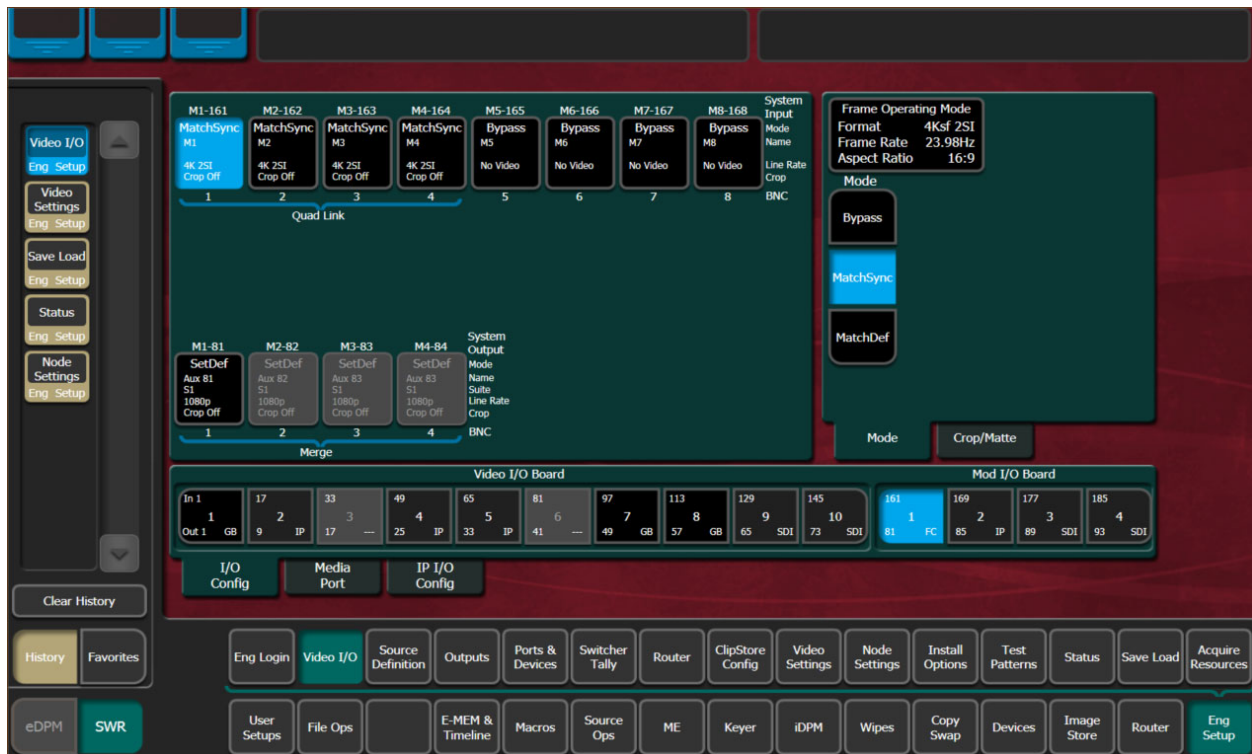 M1-161 M2-162 M3-163 M4-164 M5-165 M6-166 M7-167 M8-168 System Input
MatchSync MatchSync MatchSync MatchSync Bypass Bypass Bypass Bypass Mode
M1 M2 M3 M4 M5 M6 M7 M8 Name
4K 2SI 4K 2SI 4K 2SI 4K 2SI No Video No Video No Video No Video Line Rate
Crop Off Crop Off Crop Off Crop Off Crop
1 2 3 4 5 6 7 8 BNC
Quad Link
M1-81 M2-82 M3-83 M4-84 System Output
SetDef SetDef SetDef SetDef Mode
Aux 81 Aux 82 Aux 83 Aux 83 Name
S1 S1 S1 S1 Suite
1080p 1080p 1080p 1080p Line Rate
Crop Off Crop Off Crop Off Crop Off Crop
1 2 3 4 BNC
Merge
Frame Operating Mode
Format 4Ksf 2SI
Frame Rate 23.98Hz
Aspect Ratio 16:9
Mode
Bypass
MatchSync
MatchDef
Mode Crop/Matte
Video I/O
Eng Setup
Video
Settings
Eng Setup
Save Load
Eng Setup
Status
Eng Setup
Node
Settings
Eng Setup
Clear History
History Favorites
eDPM SWR
Video I/O Board
In 1 17 33 49 65 81 97 113 129 145
1 2 3 4 5 6 7 8 9 10
Out 1 GB 9 IP 17 --- 25 IP 33 IP 41 --- 49 GB 57 GB 65 SDI 73 SDI
Mod I/O Board
161 169 177 185
1 2 3 4
81 FC 85 IP 89 SDI 93 SDI
I/O Config Media Port IP I/O Config
Eng Login Video I/O Source Definition Outputs Ports & Devices Switcher Tally Router ClipStore Config Video Settings Node Settings Install Options Test Patterns Status Save Load Acquire Resources
User Setups File Ops E-MEM & Timeline Macros Source Ops ME Keyer iDPM Wipes Copy Swap Devices Image Store Router Eng Setup